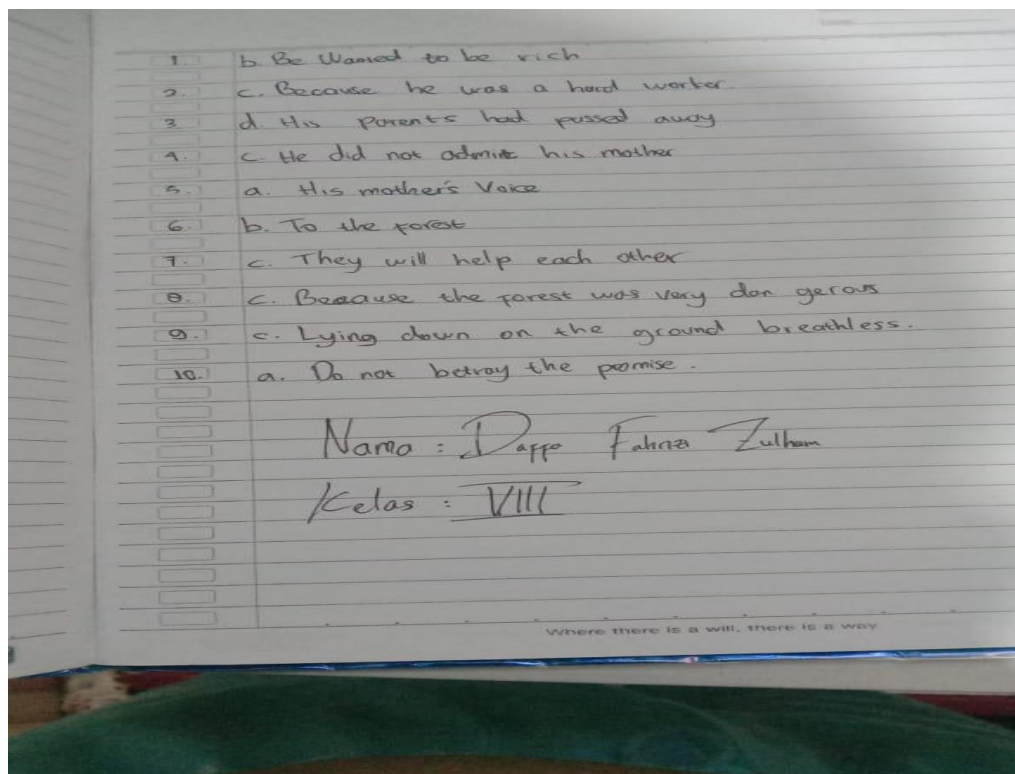 1. b. Be Wanted to be rich
2. c. Because he was a hard worker.
3 d. His parents had passed away
4. c. He did not admit his mother
5. a. His mother's Voice
6. b. To the forest
7. c. They will help each other
8. c. Beacause the forest was very dan gerous
9. c. Lying down on the ground breathless.
10. a. Do not betray the promise.
Nama : Daffa Zulham
Kelas : VIII
Where there is a will, there is a way